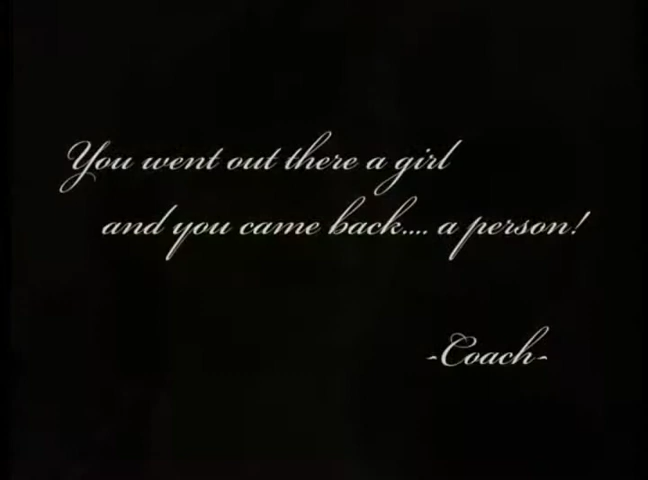 You went out there a girl
and you came back.... a person!
-Coach-